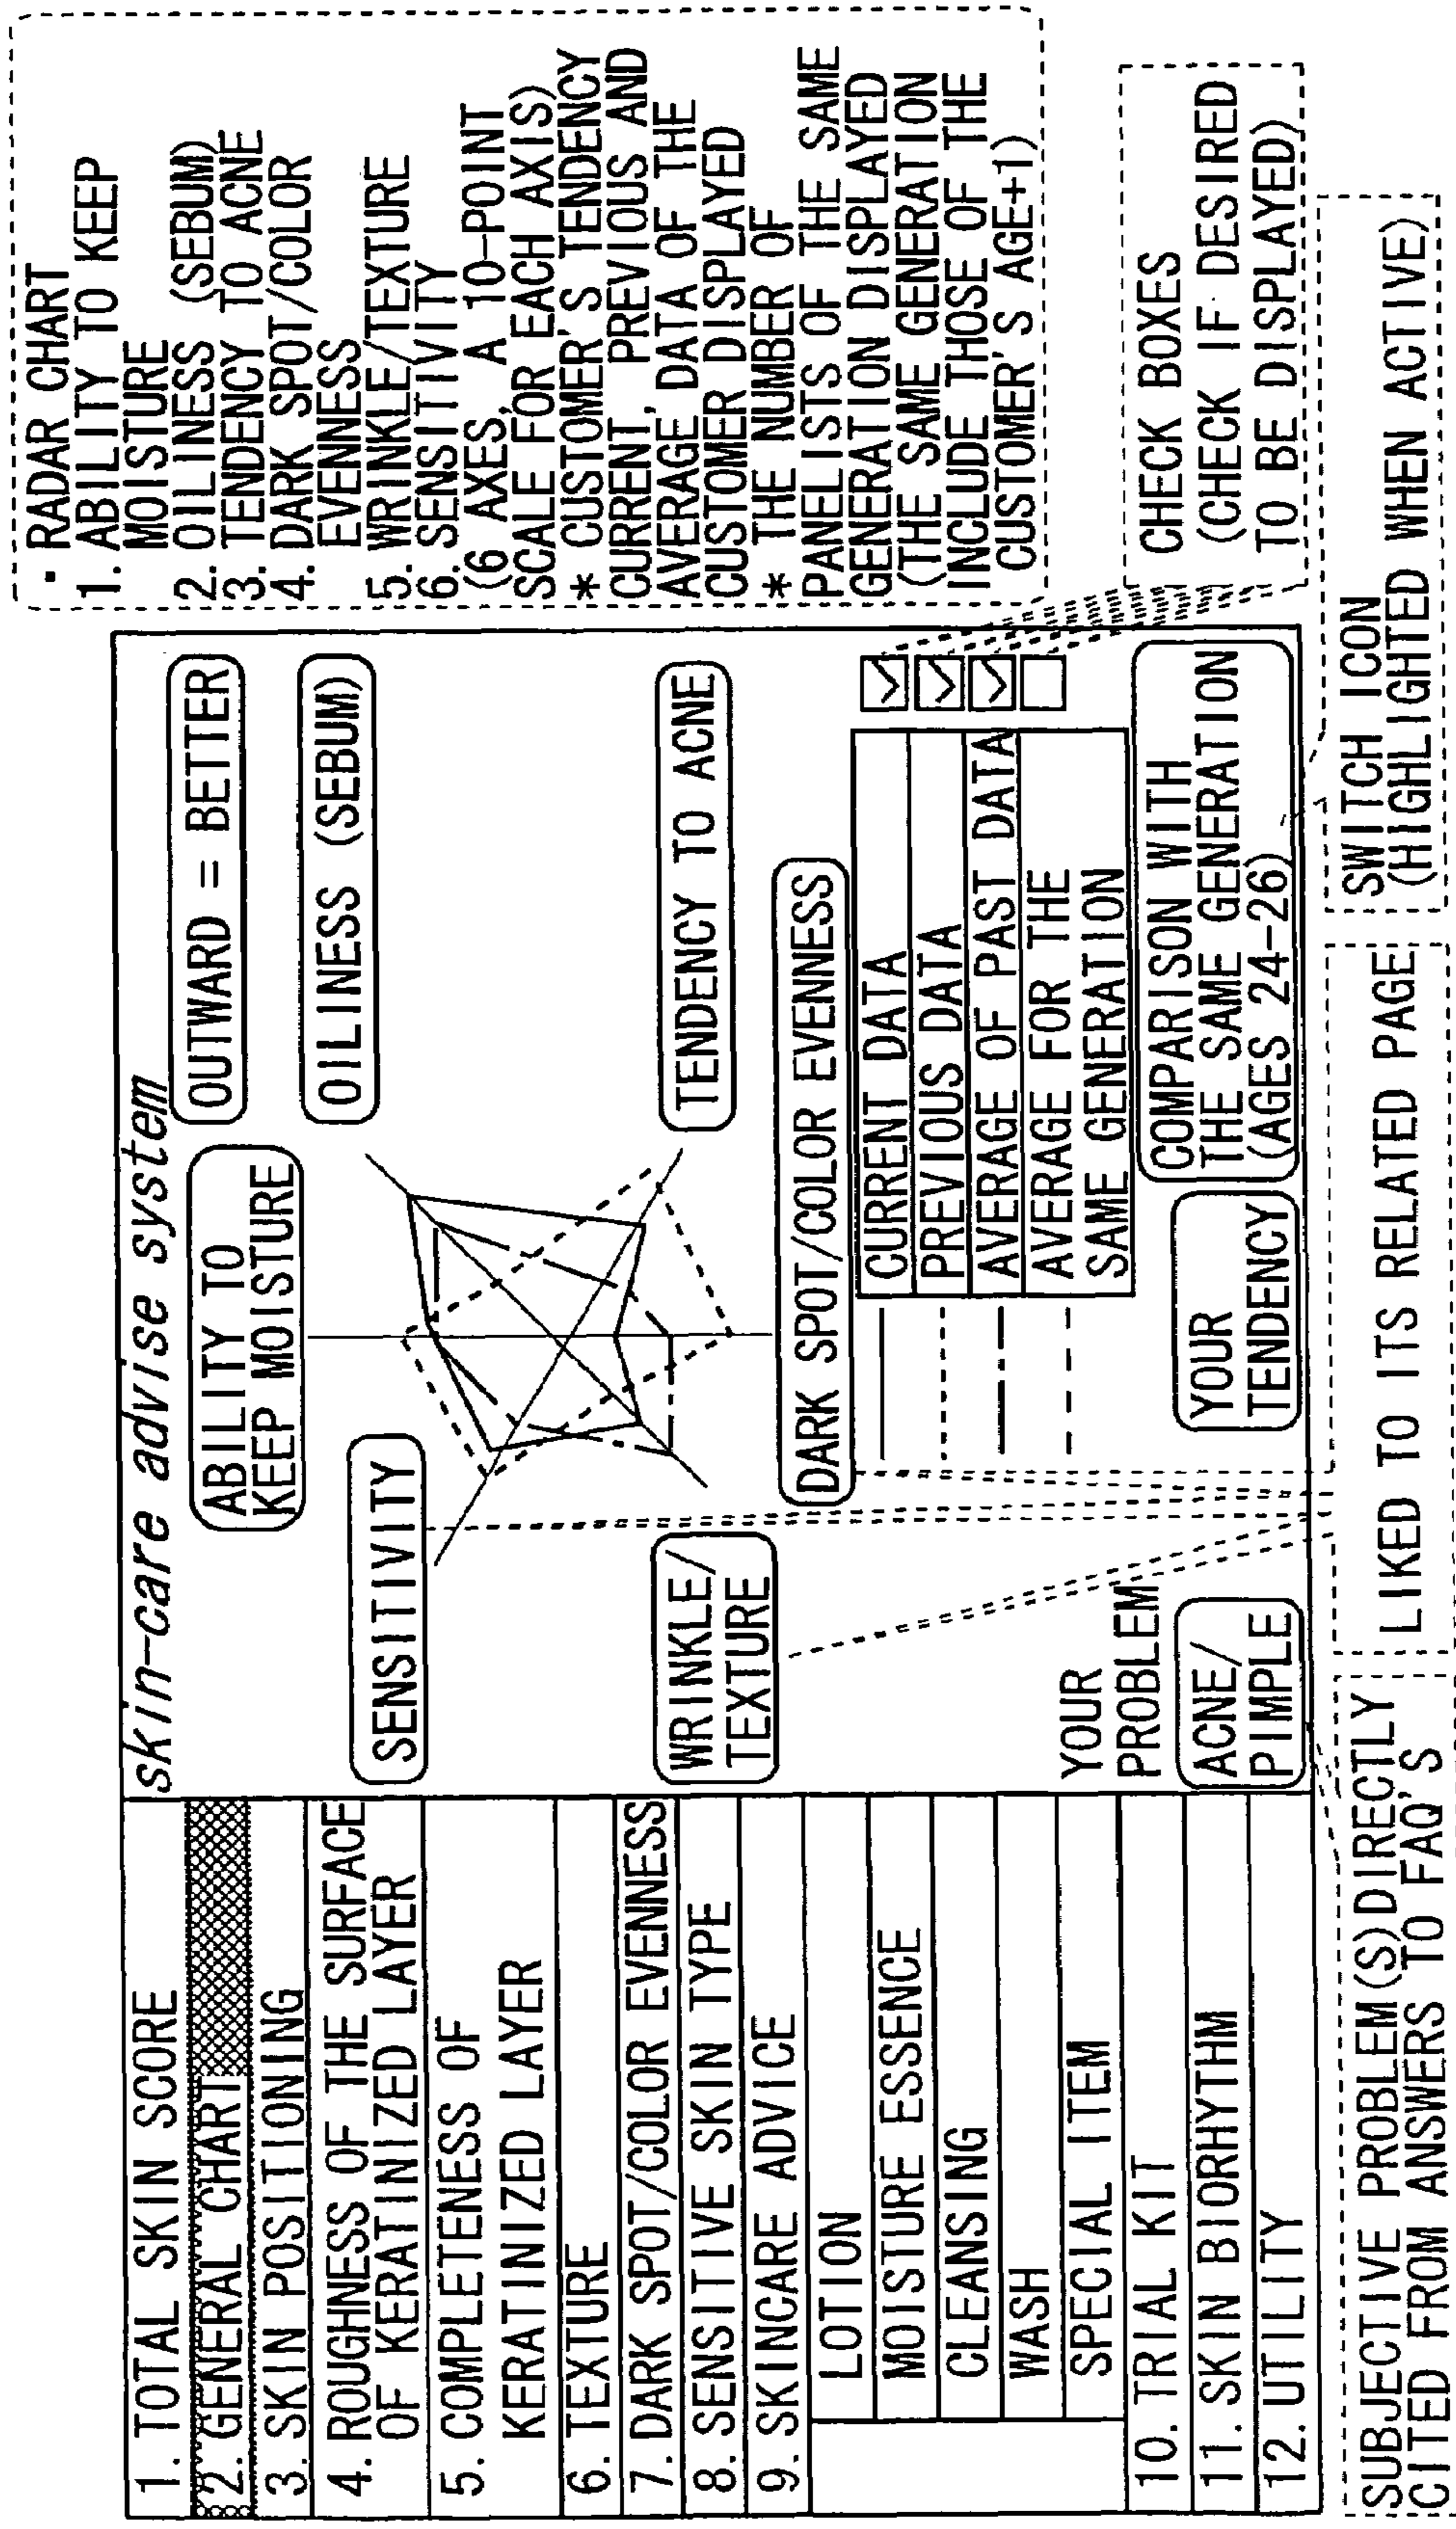 1. TOTAL SKIN SCORE
2. GENERAL CHART
3. SKIN POSITIONING
4. ROUGHNESS OF THE SURFACE
OF KERATINIZED LAYER
5. COMPLETENESS OF
KERATINIZED LAYER
6. TEXTURE
7. DARK SPOT/COLOR EVENNESS
8. SENSITIVE SKIN TYPE
9. SKINCARE ADVICE
LOTION
MOISTURE ESSENCE
CLEANSING
WASH
SPECIAL ITEM
10. TRIAL KIT
11. SKIN BIORHYTHM
12. UTILITY
skin-care advise system
OUTWARD = BETTER
ABILITY TO
KEEP MOISTURE
OILINESS (SEBUM)
SENSITIVITY
TENDENCY TO ACNE
WRINKLE/
TEXTURE
DARK SPOT/COLOR EVENNESS
CURRENT DATA
PREVIOUS DATA
AVERAGE OF PAST DATA
AVERAGE FOR THE
SAME GENERATION
YOUR
PROBLEM
ACNE/
PIMPLE
YOUR
TENDENCY
COMPARISON WITH
THE SAME GENERATION
(AGES 24-26)
· RADAR CHART
1. ABILITY TO KEEP
MOISTURE
2. OILINESS (SEBUM)
3. TENDENCY TO ACNE
4. DARK SPOT/COLOR
EVENNESS
5. WRINKLE/TEXTURE
6. SENSITIVITY
(6 AXES, A 10-POINT
SCALE FOR EACH AXIS)
* CUSTOMER'S TENDENCY
CURRENT, PREVIOUS AND
AVERAGE DATA OF THE
CUSTOMER DISPLAYED
* THE NUMBER OF
PANELISTS OF THE SAME
GENERATION DISPLAYED
(THE SAME GENERATION
INCLUDE THOSE OF THE
CUSTOMER'S AGE+1)
CHECK BOXES
(CHECK IF DESIRED
TO BE DISPLAYED)
SUBJECTIVE PROBLEM(S)DIRECTLY
CITED FROM ANSWERS TO FAQ'S
LIKED TO ITS RELATED PAGE
SWITCH ICON
(HIGHLIGHTED WHEN ACTIVE)